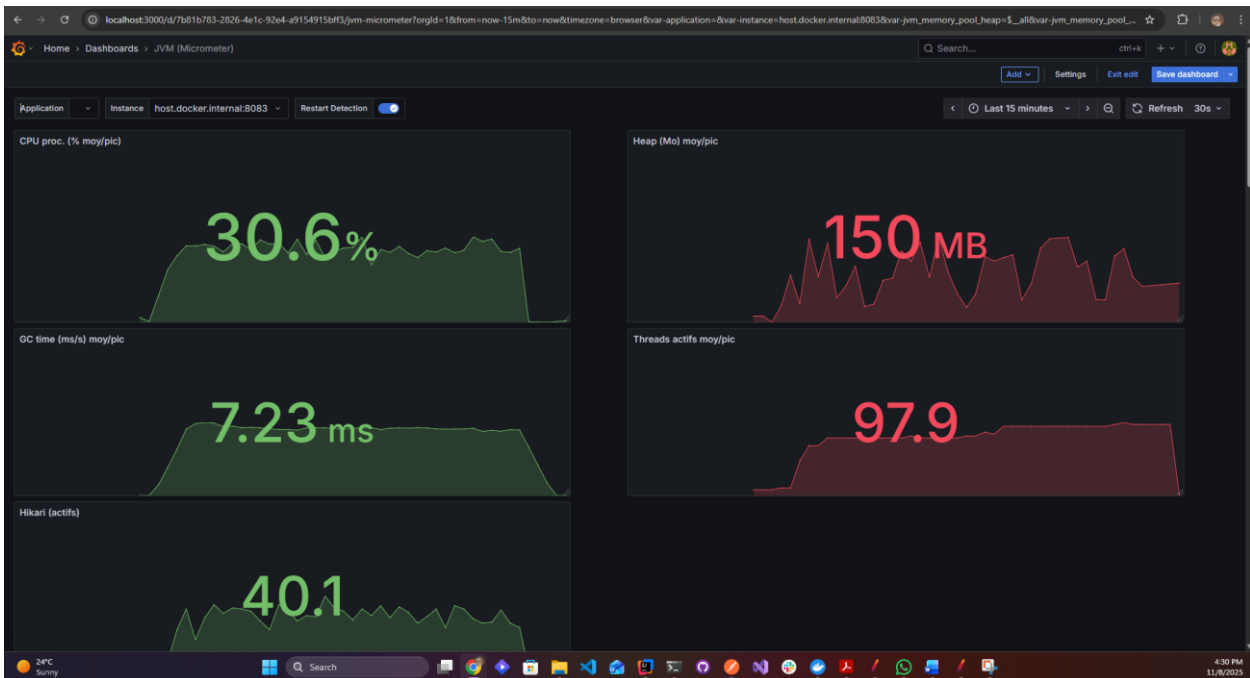 localhost:3000/d/7b81b783-2826-4e1c-92e4-a9154915bff3/jvm-micrometer?orgId=1&from=now-15m&to=now&timezone=browser&var-application=&var-instance=host.docker.internal:8083&var-jvm_memory_pool_heap=$__all&var-jvm_memory_pool_...
Home › Dashboards › JVM (Micrometer)
Search...
ctrl+k
Add
Settings
Exit edit
Save dashboard
Application
Instance
host.docker.internal:8083
Restart Detection
Last 15 minutes
Refresh
30s
CPU proc. (% moy/pic)
30.6%
Heap (Mo) moy/pic
150 MB
GC time (ms/s) moy/pic
7.23 ms
Threads actifs moy/pic
97.9
Hikari (actifs)
40.1
24°C
Sunny
Search
4:30 PM
11/8/2025